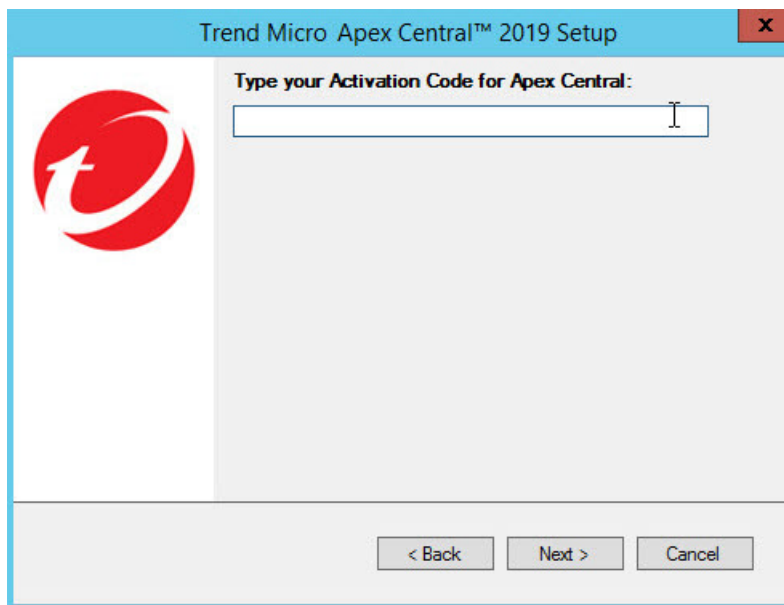 Trend Micro Apex Central™ 2019 Setup
x
Type your Activation Code for Apex Central:
< Back
Next >
Cancel